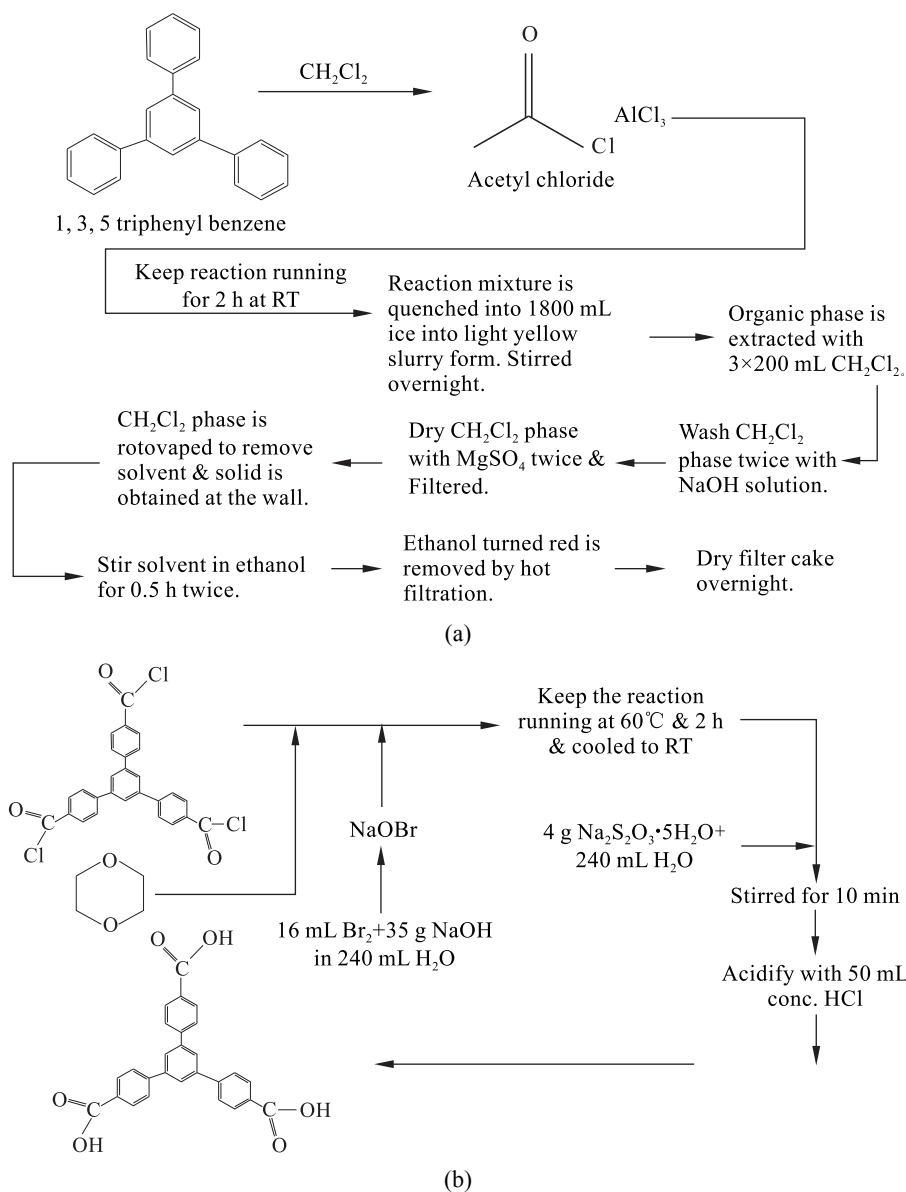 CH₂Cl₂
O
Cl
AlCl₃
Acetyl chloride
1, 3, 5 triphenyl benzene
Keep reaction running
for 2 h at RT
Reaction mixture is
quenched into 1800 mL
ice into light yellow
slurry form. Stirred
overnight.
Organic phase is
extracted with
3×200 mL CH₂Cl₂。
CH₂Cl₂ phase is
rotovaped to remove
solvent & solid is
obtained at the wall.
Dry CH₂Cl₂ phase
with MgSO₄ twice &
Filtered.
Wash CH₂Cl₂
phase twice with
NaOH solution.
Stir solvent in ethanol
for 0.5 h twice.
Ethanol turned red is
removed by hot
filtration.
Dry filter cake
overnight.
(a)
O
Cl
C
O
C
Cl
C—Cl
O
O
O
NaOBr
16 mL Br₂+35 g NaOH
in 240 mL H₂O
Keep the reaction
running at 60℃ & 2 h
& cooled to RT
4 g Na₂S₂O₃•5H₂O+
240 mL H₂O
Stirred for 10 min
Acidify with 50 mL
conc. HCl
O
OH
C
O
C
OH
C—OH
O
(b)